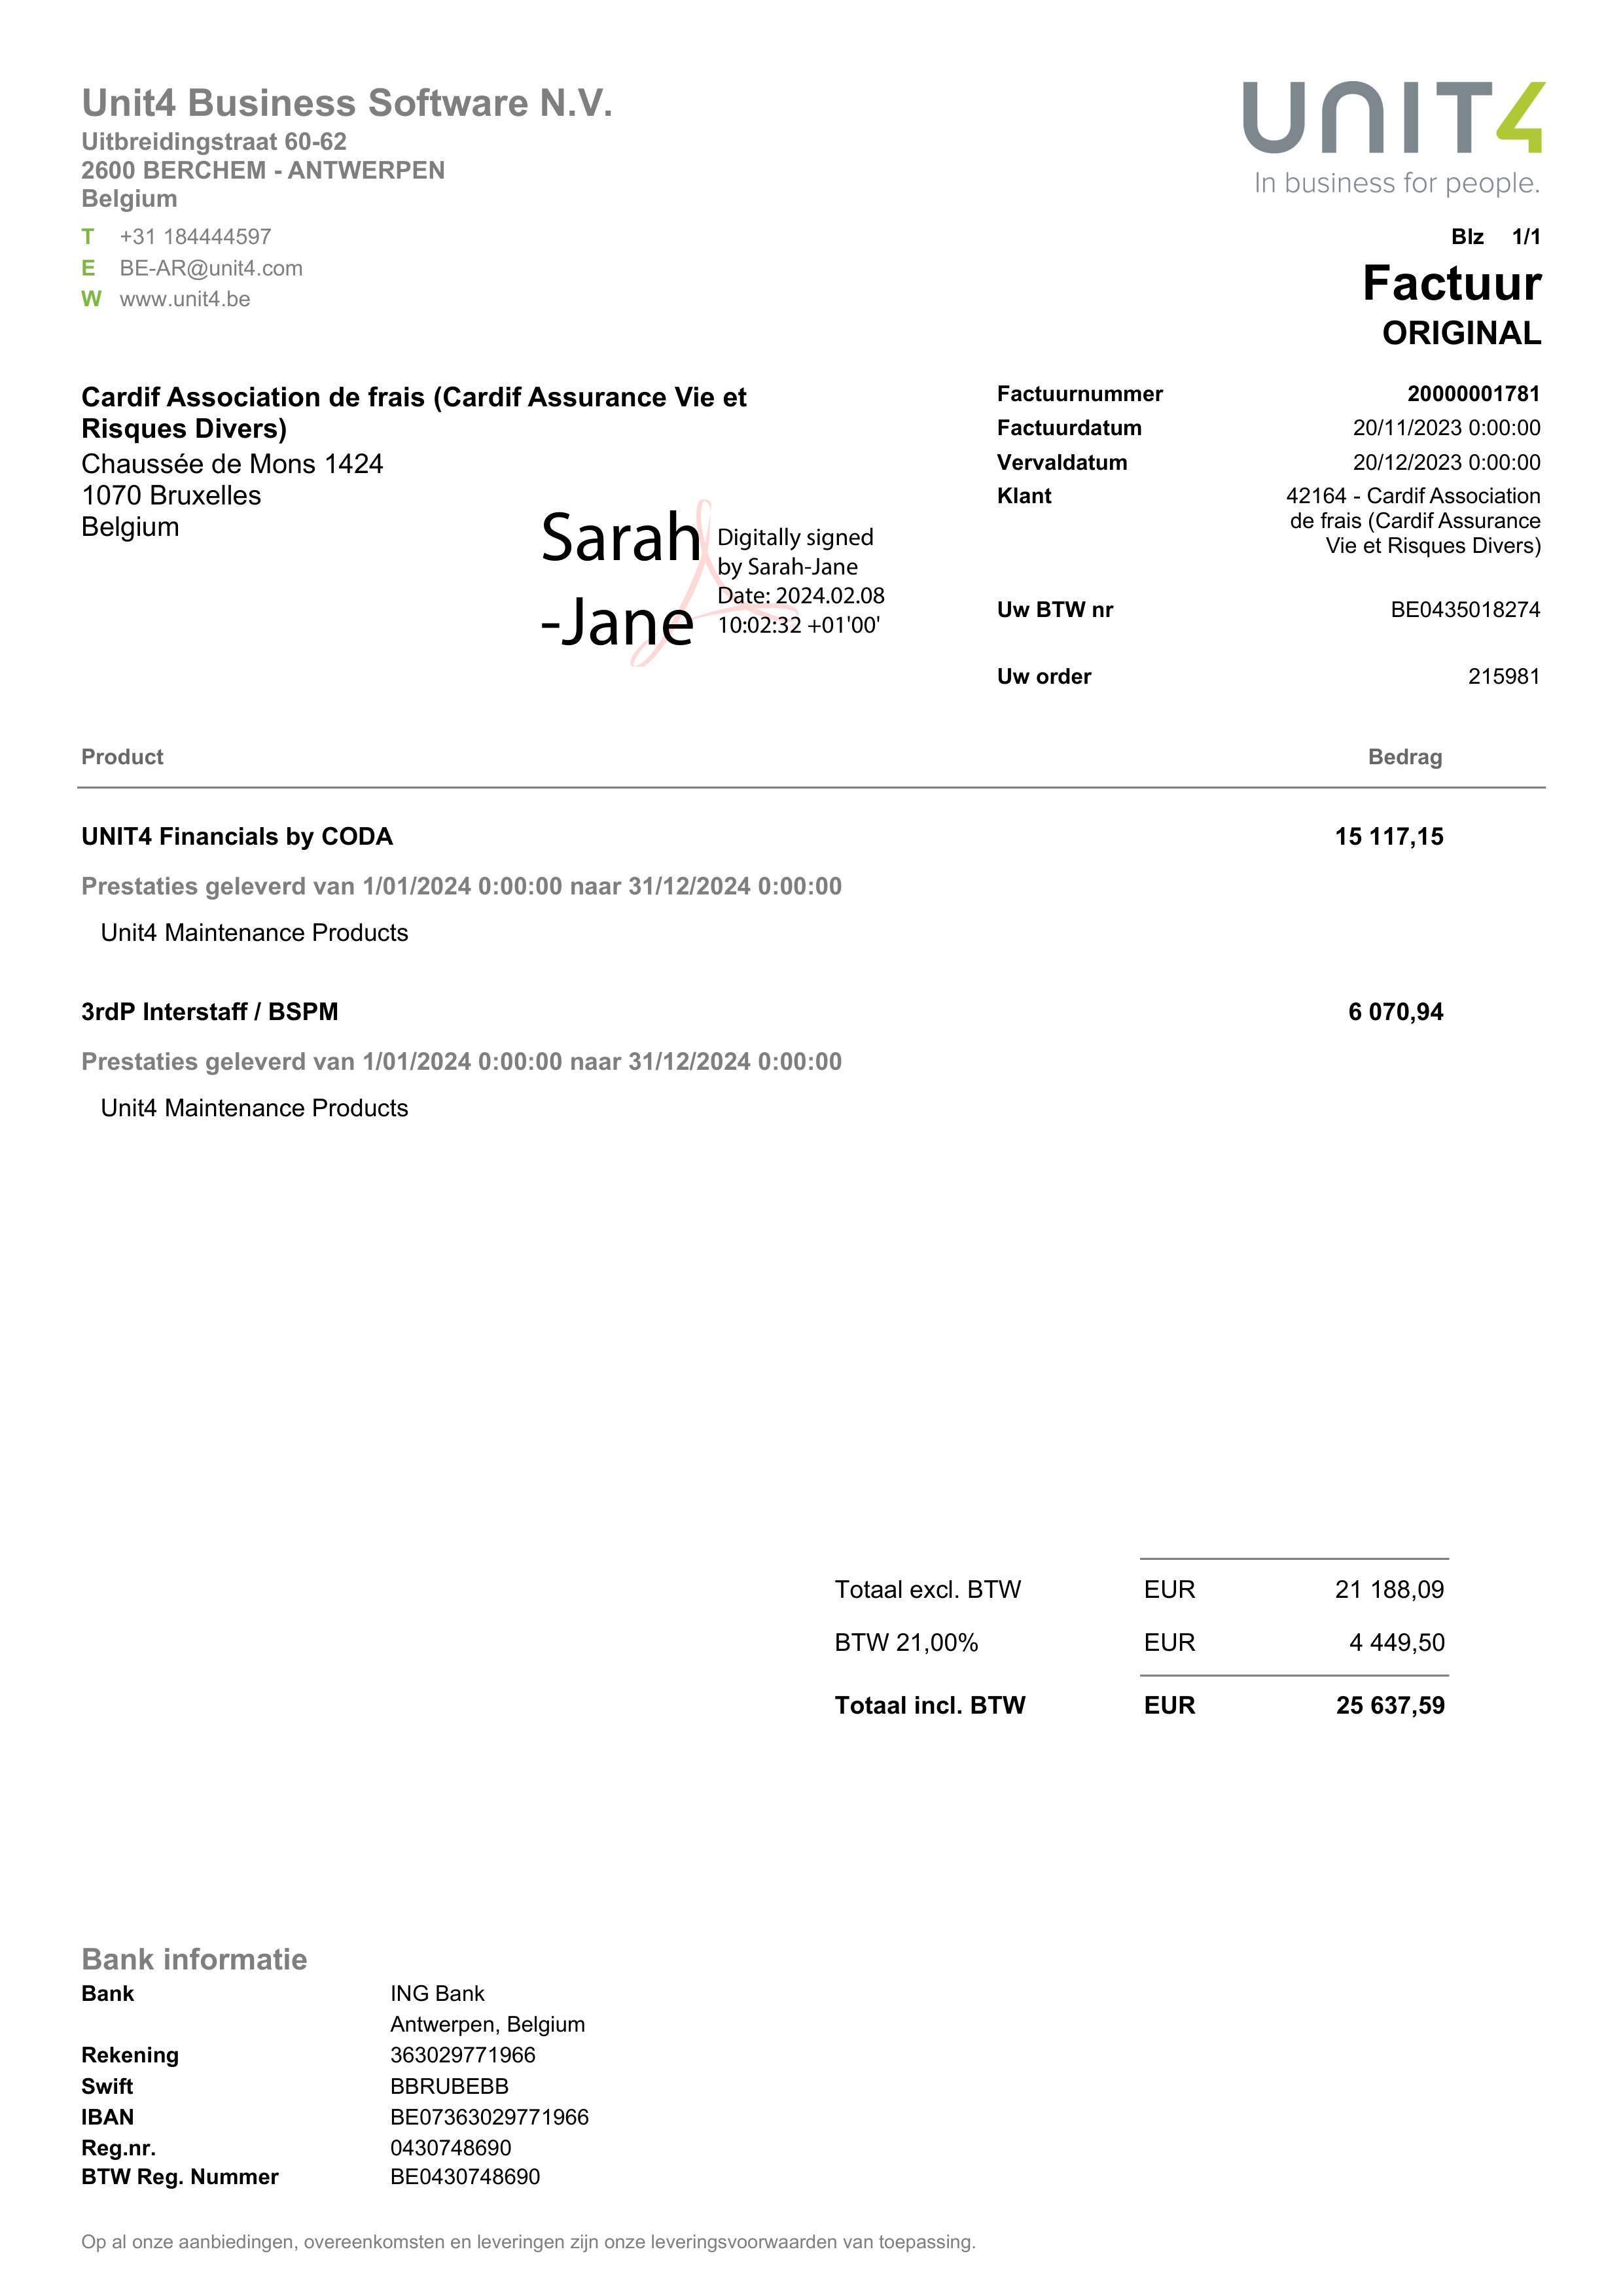 Unit4 Business Software N.V.
Uitbreidingstraat 60-62
2600 BERCHEM - ANTWERPEN
Belgium
T +31 184444597
E BE-AR@unit4.com
W www.unit4.be
UNIT4
In business for people.
Blz 1/1
Factuur
ORIGINAL
Cardif Association de frais (Cardif Assurance Vie et
Risques Divers)
Chaussée de Mons 1424
1070 Bruxelles
Belgium
Sarah
-Jane
Digitally signed
by Sarah-Jane
Date: 2024.02.08
10:02:32 +01'00'
Factuurnummer 20000001781
Factuurdatum 20/11/2023 0:00:00
Vervaldatum 20/12/2023 0:00:00
Klant 42164 - Cardif Association
de frais (Cardif Assurance
Vie et Risques Divers)
Uw BTW nr BE0435018274
Uw order 215981
Product Bedrag
UNIT4 Financials by CODA 15 117,15
Prestaties geleverd van 1/01/2024 0:00:00 naar 31/12/2024 0:00:00
Unit4 Maintenance Products
3rdP Interstaff / BSPM 6 070,94
Prestaties geleverd van 1/01/2024 0:00:00 naar 31/12/2024 0:00:00
Unit4 Maintenance Products
Totaal excl. BTW EUR 21 188,09
BTW 21,00% EUR 4 449,50
Totaal incl. BTW EUR 25 637,59
Bank informatie
Bank ING Bank
Antwerpen, Belgium
Rekening 363029771966
Swift BBRUBEBB
IBAN BE07363029771966
Reg.nr. 0430748690
BTW Reg. Nummer BE0430748690
Op al onze aanbiedingen, overeenkomsten en leveringen zijn onze leveringsvoorwaarden van toepassing.